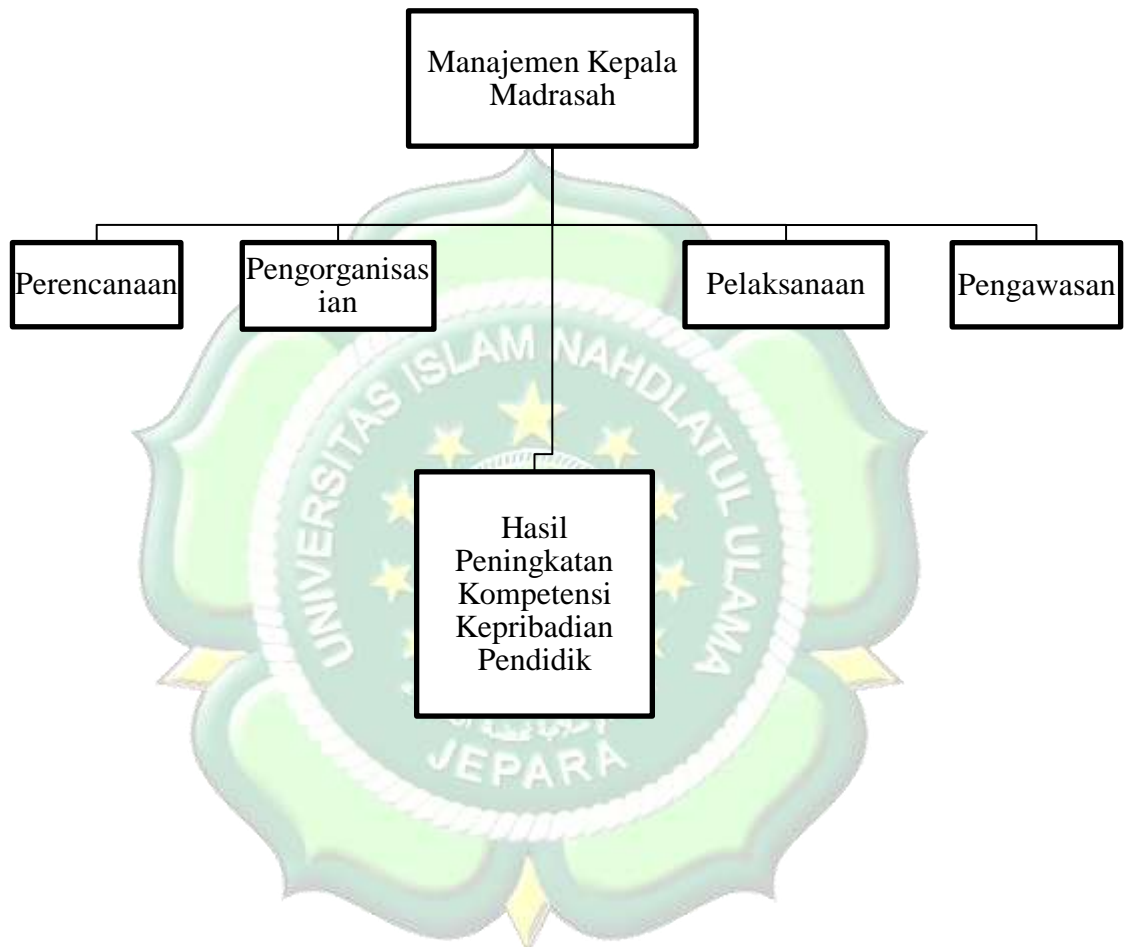 Manajemen Kepala
Madrasah
Perencanaan
Pengorganisas
ian
Pelaksanaan
Pengawasan
UNIVERSITAS ISLAM NAHDLATUL ULAMA
Hasil
Peningkatan
Kompetensi
Kepribadian
Pendidik
JEPARA